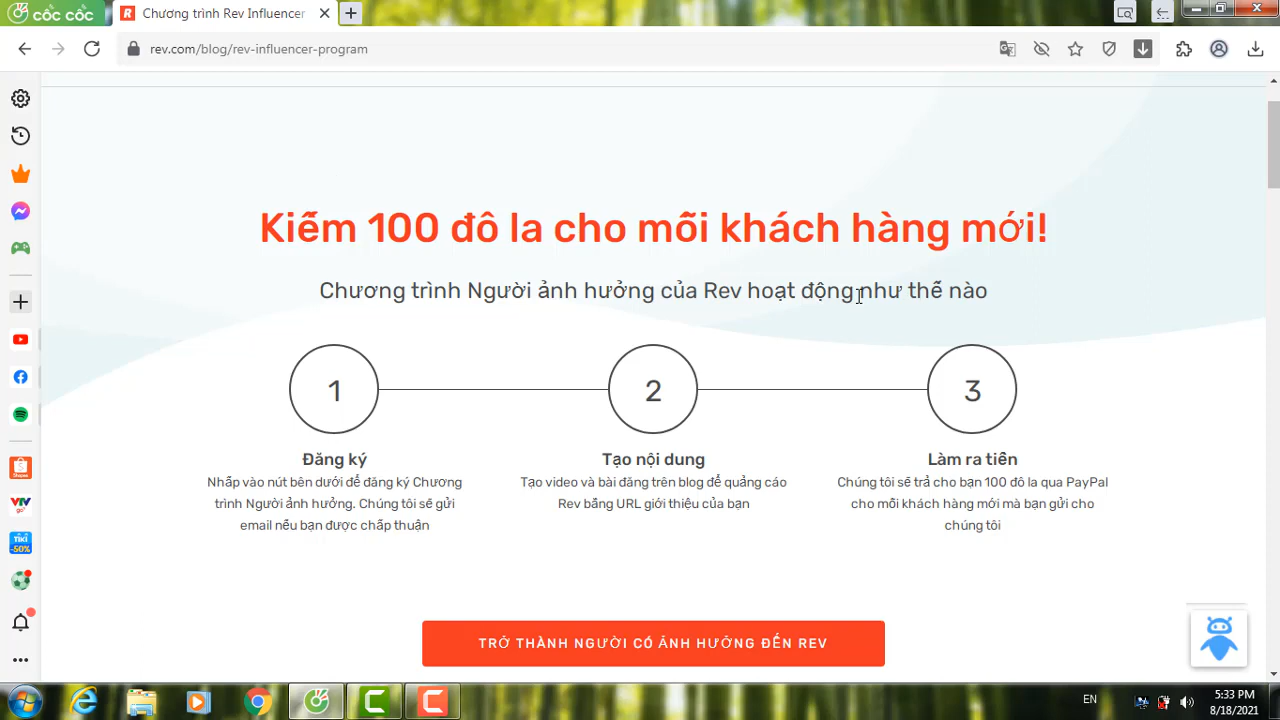 cốc cốc
Chương trình Rev Influencer
rev.com/blog/rev-influencer-program
Kiếm 100 đô la cho mỗi khách hàng mới!
Chương trình Người ảnh hưởng của Rev hoạt động như thế nào
1
2
3
Đăng ký
Nhấp vào nút bên dưới để đăng ký Chương
trình Người ảnh hưởng. Chúng tôi sẽ gửi
email nếu bạn được chấp thuận
Tạo nội dung
Tạo video và bài đăng trên blog để quảng cáo
Rev bằng URL giới thiệu của bạn
Làm ra tiền
Chúng tôi sẽ trả cho bạn 100 đô la qua PayPal
cho mỗi khách hàng mới mà bạn gửi cho
chúng tôi
TRỞ THÀNH NGƯỜI CÓ ẢNH HƯỞNG ĐẾN REV
VTV
go
TIKI
-50%
EN
5:33 PM
8/18/2021